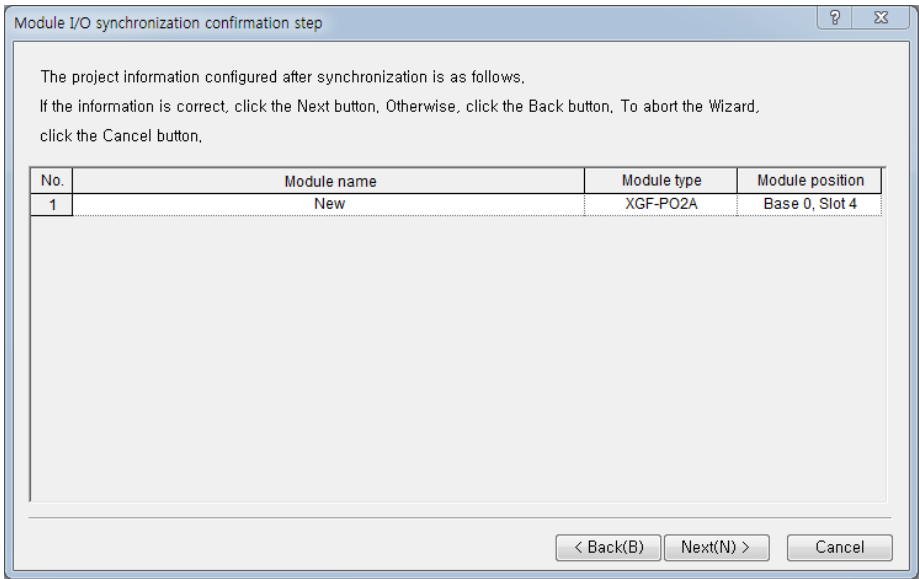 Module I/O synchronization confirmation step
The project information configured after synchronization is as follows,
If the information is correct, click the Next button, Otherwise, click the Back button, To abort the Wizard,
click the Cancel button,
No. Module name Module type Module position
1 New XGF-PO2A Base 0, Slot 4
< Back(B) Next(N) > Cancel